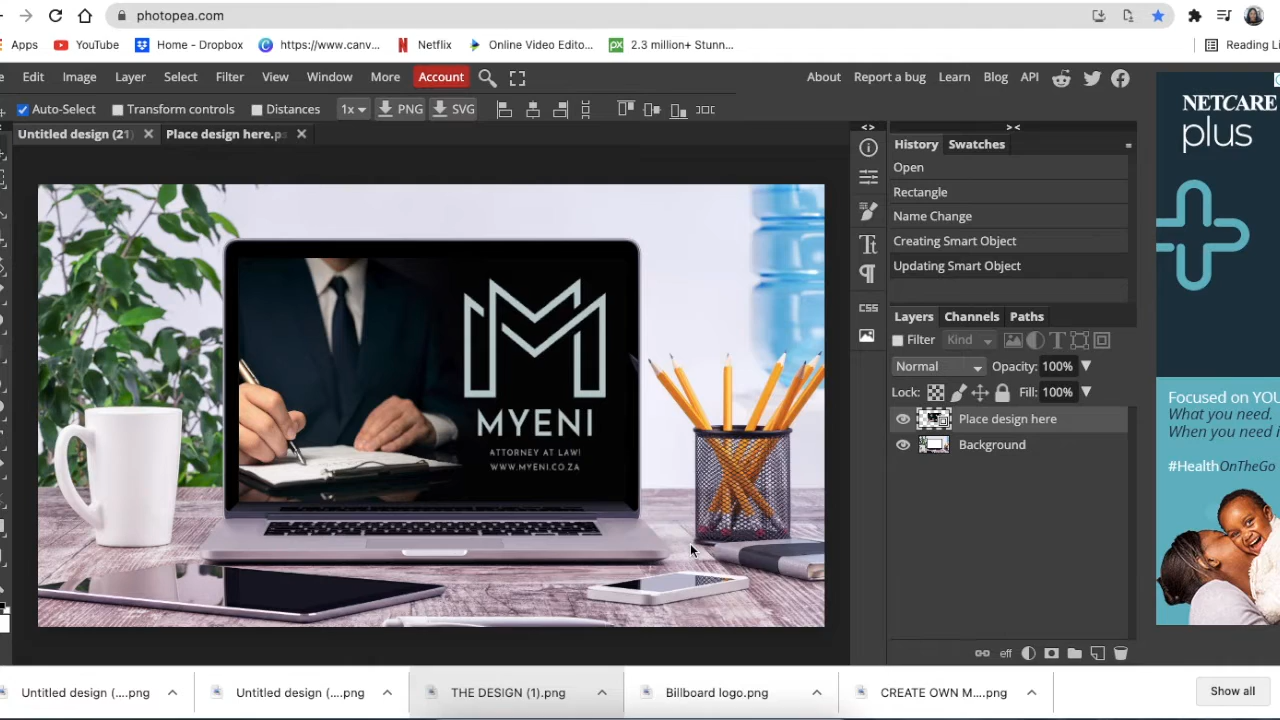 photopea.com
Apps
YouTube
Home - Dropbox
https://www.canv...
Netflix
Online Video Edito...
2.3 million+ Stunn...
Reading Li
e Edit Image Layer Select Filter View Window More Account
About Report a bug Learn Blog API
Auto-Select Transform controls Distances 1x PNG SVG
Untitled design (21)
Place design here.ps
<> 
> <
History Swatches
Open
Rectangle
Name Change
Creating Smart Object
Updating Smart Object
CSS
Layers Channels Paths
Filter Kind
Normal Opacity: 100%
Lock: Fill: 100%
Place design here
Background
eff
MYENI
ATTORNEY AT LAW
WWW.MYENI.CO.ZA
NETCARE
plus
Focused on YOU
What you need.
When you need i
#HealthOnTheGo
Untitled design (....png
Untitled design (....png
THE DESIGN (1).png
Billboard logo.png
CREATE OWN M....png
Show all